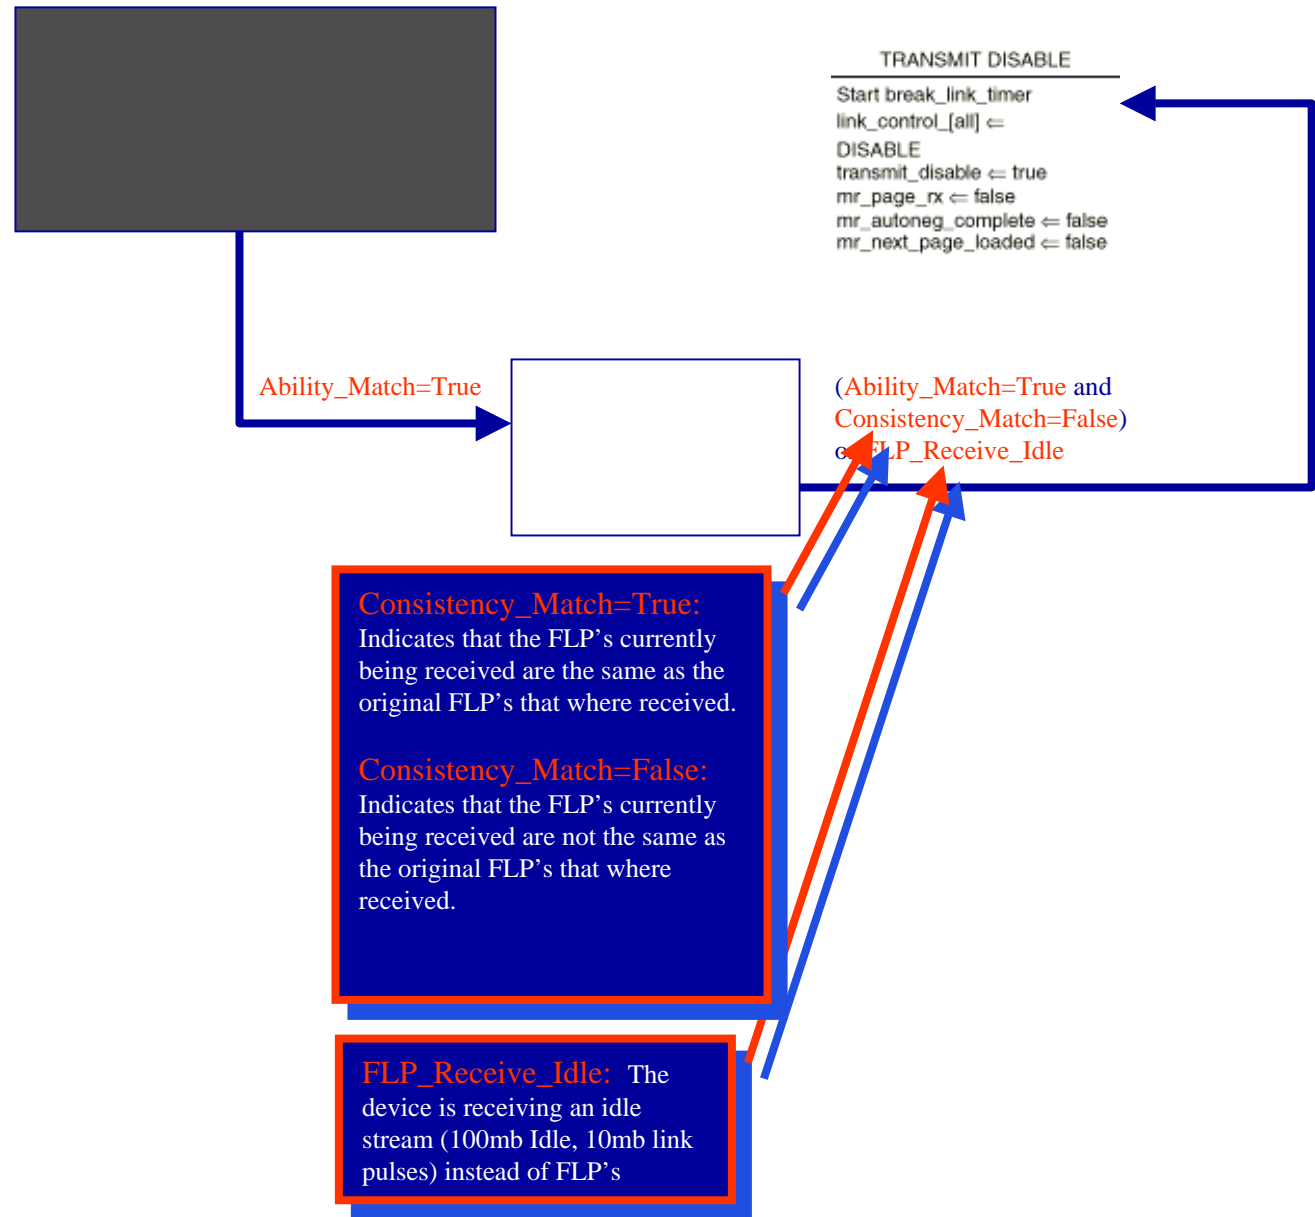 TRANSMIT DISABLE
Start break_link_timer
link_control_[all] ⇐
DISABLE
transmit_disable ⇐ true
mr_page_rx ⇐ false
mr_autoneg_complete ⇐ false
mr_next_page_loaded ⇐ false
Ability_Match=True
(Ability_Match=True and
Consistency_Match=False)
or FLP_Receive_Idle
Consistency_Match=True:
Indicates that the FLP’s currently
being received are the same as the
original FLP’s that where received.
Consistency_Match=False:
Indicates that the FLP’s currently
being received are not the same as
the original FLP’s that where
received.
FLP_Receive_Idle: The
device is receiving an idle
stream (100mb Idle, 10mb link
pulses) instead of FLP’s